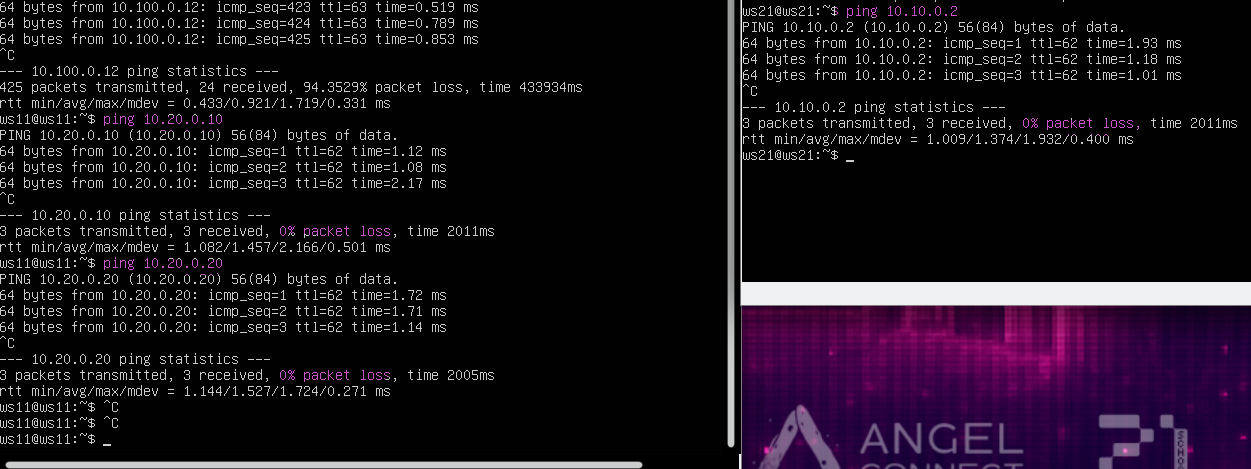 64 bytes from 10.100.0.12: icmp_seq=423 ttl=63 time=0.519 ms
64 bytes from 10.100.0.12: icmp_seq=424 ttl=63 time=0.789 ms
64 bytes from 10.100.0.12: icmp_seq=425 ttl=63 time=0.853 ms
^C
--- 10.100.0.12 ping statistics ---
425 packets transmitted, 24 received, 94.3529% packet loss, time 433934ms
rtt min/avg/max/mdev = 0.433/0.921/1.719/0.331 ms
ws11@ws11:~$ ping 10.20.0.10
PING 10.20.0.10 (10.20.0.10) 56(84) bytes of data.
64 bytes from 10.20.0.10: icmp_seq=1 ttl=62 time=1.12 ms
64 bytes from 10.20.0.10: icmp_seq=2 ttl=62 time=1.08 ms
64 bytes from 10.20.0.10: icmp_seq=3 ttl=62 time=2.17 ms
^C
--- 10.20.0.10 ping statistics ---
3 packets transmitted, 3 received, 0% packet loss, time 2011ms
rtt min/avg/max/mdev = 1.082/1.457/2.166/0.501 ms
ws11@ws11:~$ ping 10.20.0.20
PING 10.20.0.20 (10.20.0.20) 56(84) bytes of data.
64 bytes from 10.20.0.20: icmp_seq=1 ttl=62 time=1.72 ms
64 bytes from 10.20.0.20: icmp_seq=2 ttl=62 time=1.71 ms
64 bytes from 10.20.0.20: icmp_seq=3 ttl=62 time=1.14 ms
^C
--- 10.20.0.20 ping statistics ---
3 packets transmitted, 3 received, 0% packet loss, time 2005ms
rtt min/avg/max/mdev = 1.144/1.527/1.724/0.271 ms
ws11@ws11:~$ ^C
ws11@ws11:~$ ^C
ws11@ws11:~$ _
ws21@ws21:~$ ping 10.10.0.2
PING 10.10.0.2 (10.10.0.2) 56(84) bytes of data.
64 bytes from 10.10.0.2: icmp_seq=1 ttl=62 time=1.93 ms
64 bytes from 10.10.0.2: icmp_seq=2 ttl=62 time=1.18 ms
64 bytes from 10.10.0.2: icmp_seq=3 ttl=62 time=1.01 ms
^C
--- 10.10.0.2 ping statistics ---
3 packets transmitted, 3 received, 0% packet loss, time 2011ms
rtt min/avg/max/mdev = 1.009/1.374/1.932/0.400 ms
ws21@ws21:~$ _
ANGEL
CONNECT
21